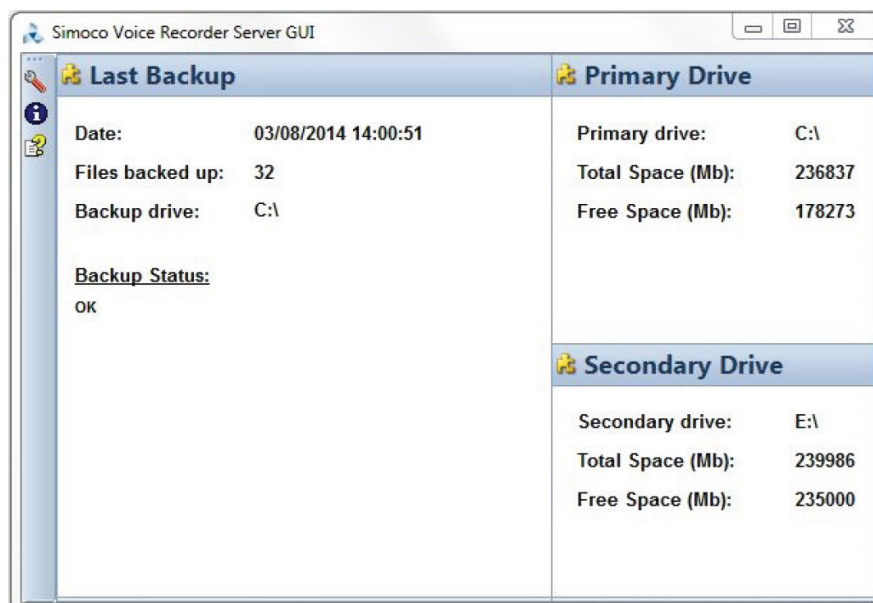 Simoco Voice Recorder Server GUI
Last Backup
Date: 03/08/2014 14:00:51
Files backed up: 32
Backup drive: C:\
Backup Status:
OK
Primary Drive
Primary drive: C:\
Total Space (Mb): 236837
Free Space (Mb): 178273
Secondary Drive
Secondary drive: E:\
Total Space (Mb): 239986
Free Space (Mb): 235000